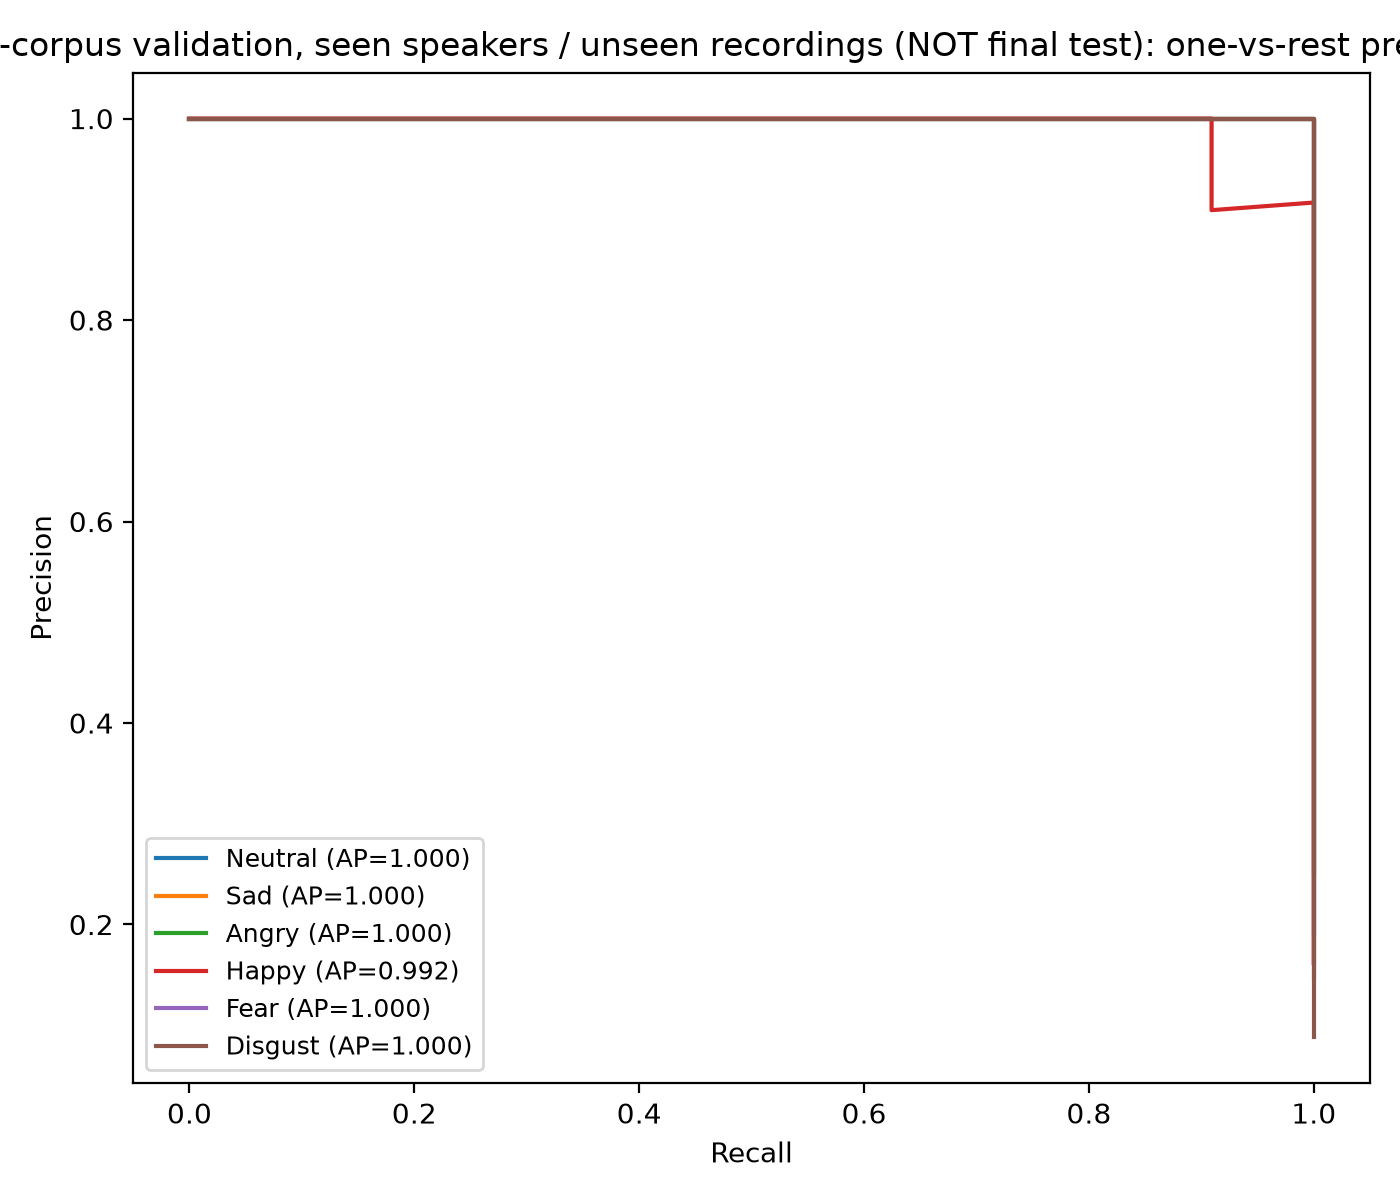 -corpus validation, seen speakers / unseen recordings (NOT final test): one-vs-rest
1.0
0.8
0.6
0.4
0.2
Precision
Neutral (AP=1.000)
Sad (AP=1.000)
Angry (AP=1.000)
Happy (AP=0.992)
Fear (AP=1.000)
Disgust (AP=1.000)
0.0 0.2 0.4 0.6 0.8 1.0
Recall